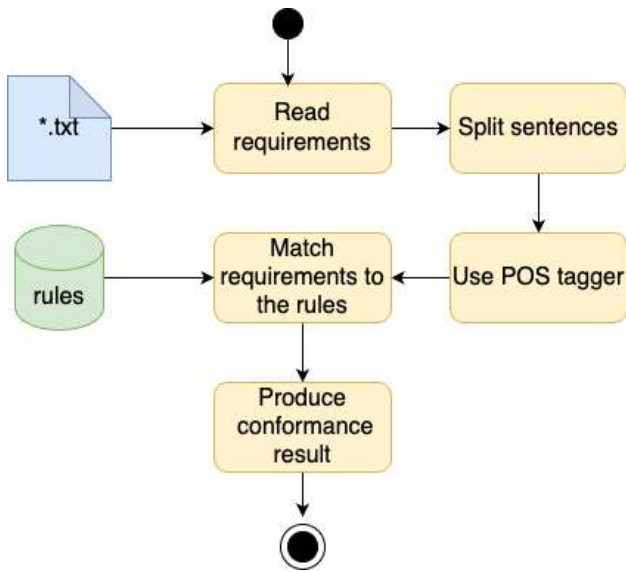 *.txt
Read
requirements
Split sentences
rules
Match
requirements to
the rules
Use POS tagger
Produce
conformance
result